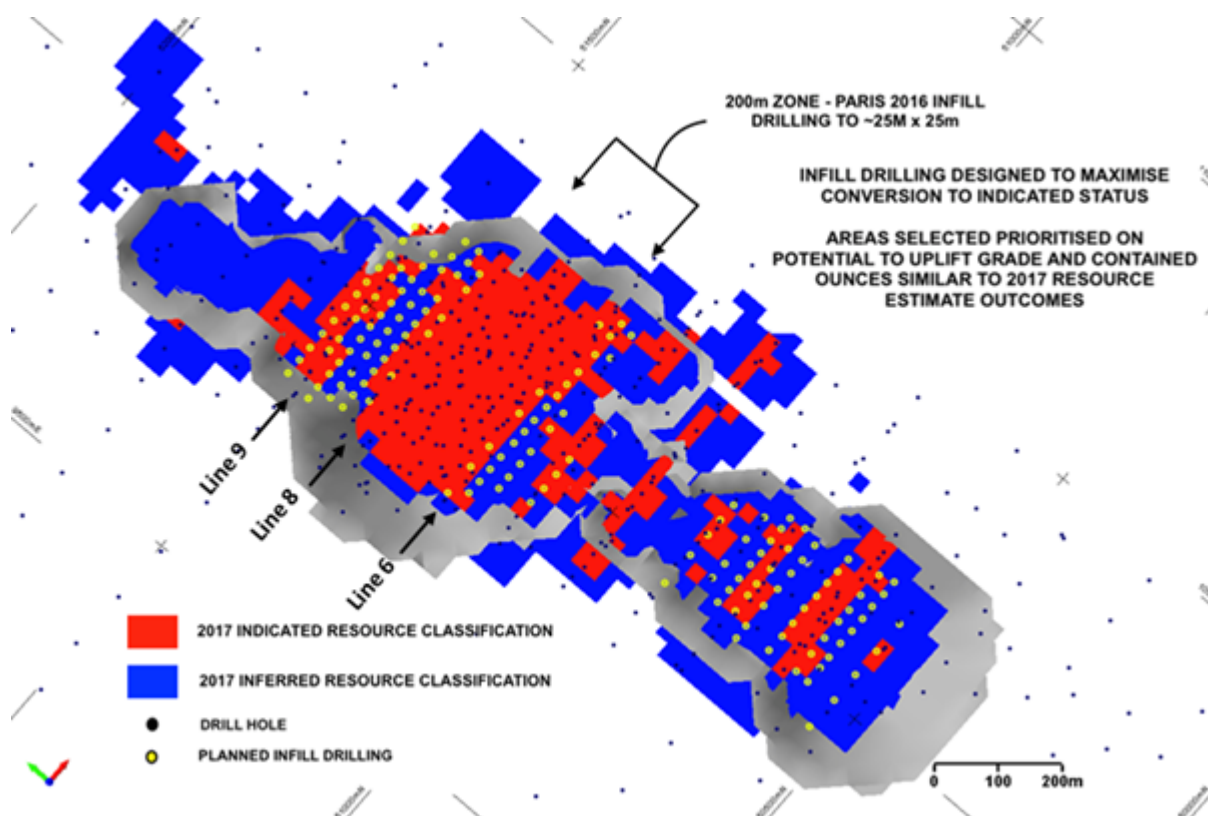 200m ZONE - PARIS 2016 INFILL
DRILLING TO ~25M x 25m
INFILL DRILLING DESIGNED TO MAXIMISE
CONVERSION TO INDICATED STATUS
AREAS SELECTED PRIORITISED ON
POTENTIAL TO UPLIFT GRADE AND CONTAINED
OUNCES SIMILAR TO 2017 RESOURCE
ESTIMATE OUTCOMES
Line 9
Line 8
Line 6
2017 INDICATED RESOURCE CLASSIFICATION
2017 INFERRED RESOURCE CLASSIFICATION
DRILL HOLE
PLANNED INFILL DRILLING
0 100 200m